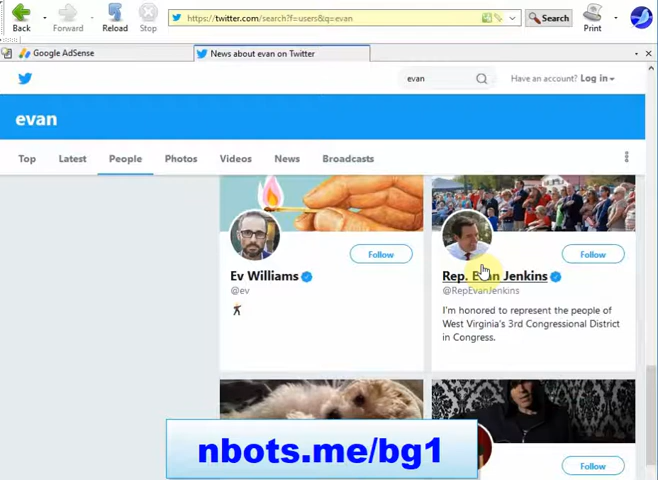 https://twitter.com/search?f=users&q=evan
Search
Back
Forward
Reload
Stop
Print
Google AdSense
News about evan on Twitter
evan
Have an account? Log in
evan
Top
Latest
People
Photos
Videos
News
Broadcasts
Follow
Follow
Ev Williams
@ev
Rep. Evan Jenkins
@RepEvanJenkins
I'm honored to represent the people of
West Virginia's 3rd Congressional District
in Congress.
Follow
nbots.me/bg1